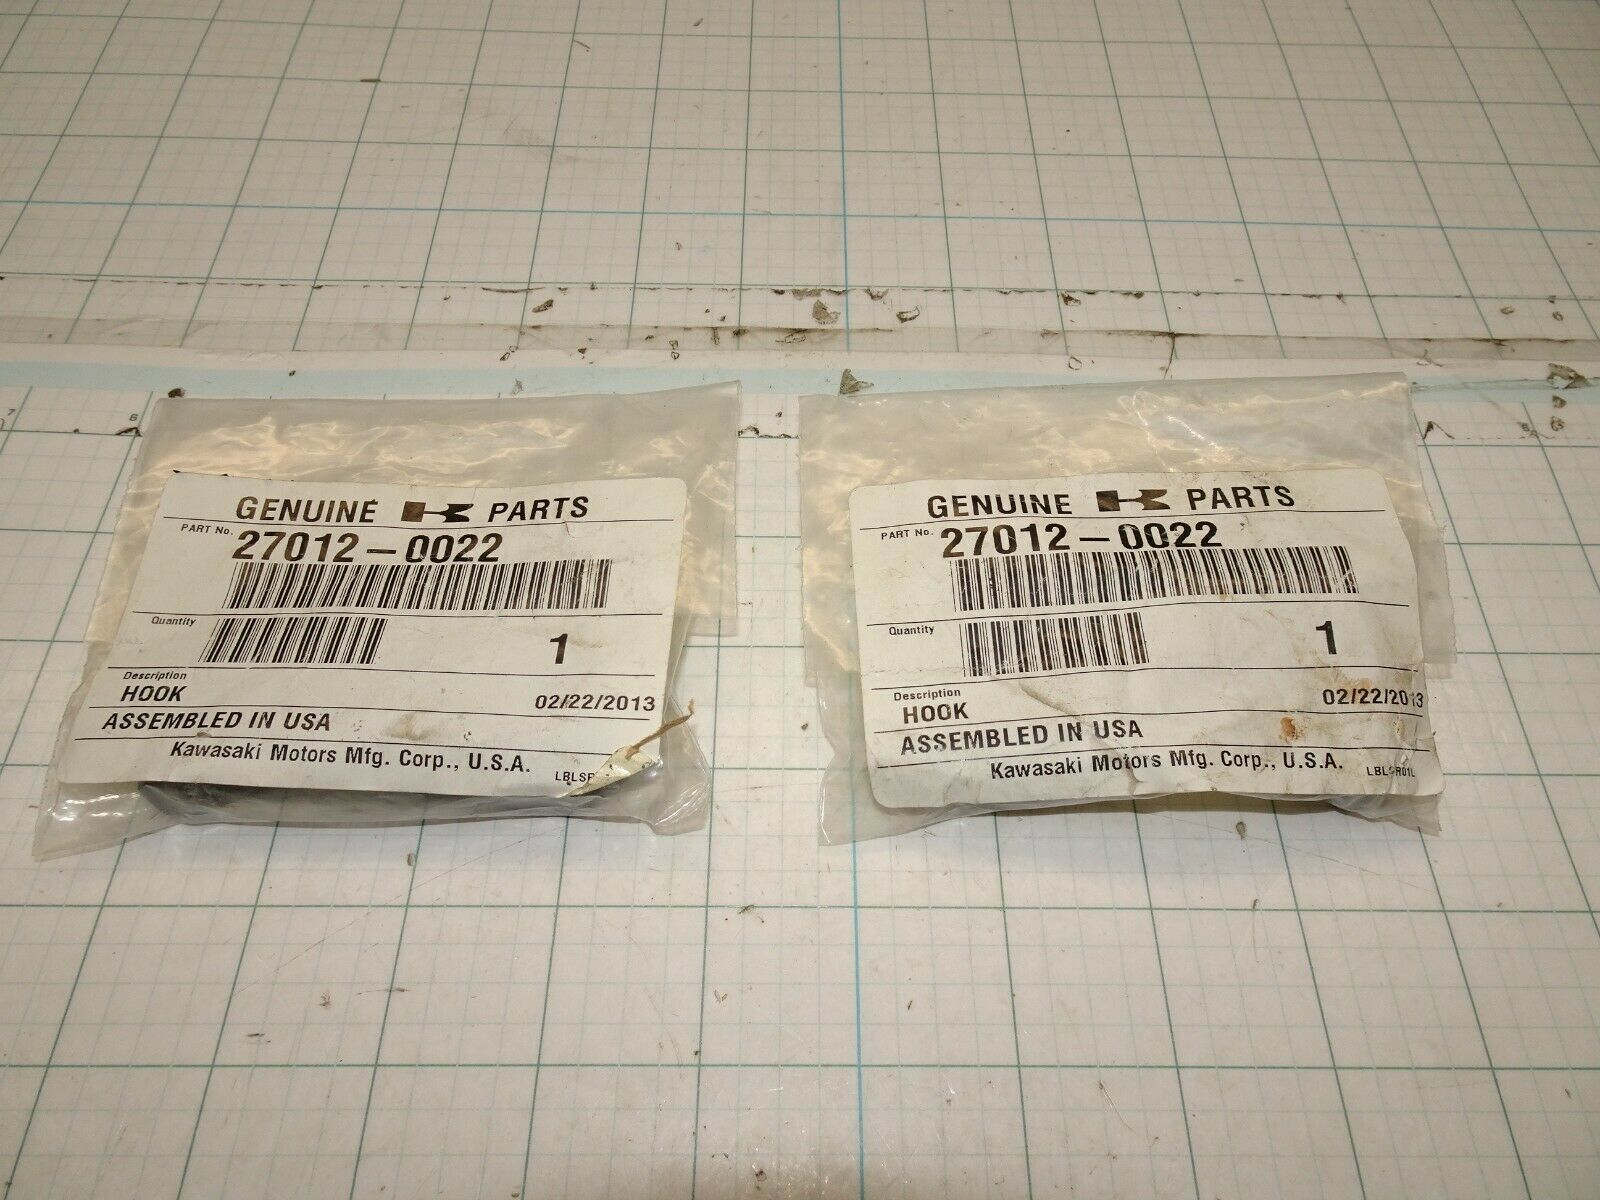 GENUINE PARTS
PART No. 27012-0022
Quantity 1
Description
HOOK 02/22/2013
ASSEMBLED IN USA
Kawasaki Motors Mfg. Corp., U.S.A.
GENUINE PARTS
PART No. 27012-0022
Quantity 1
Description
HOOK 02/22/2013
ASSEMBLED IN USA
Kawasaki Motors Mfg. Corp., U.S.A.